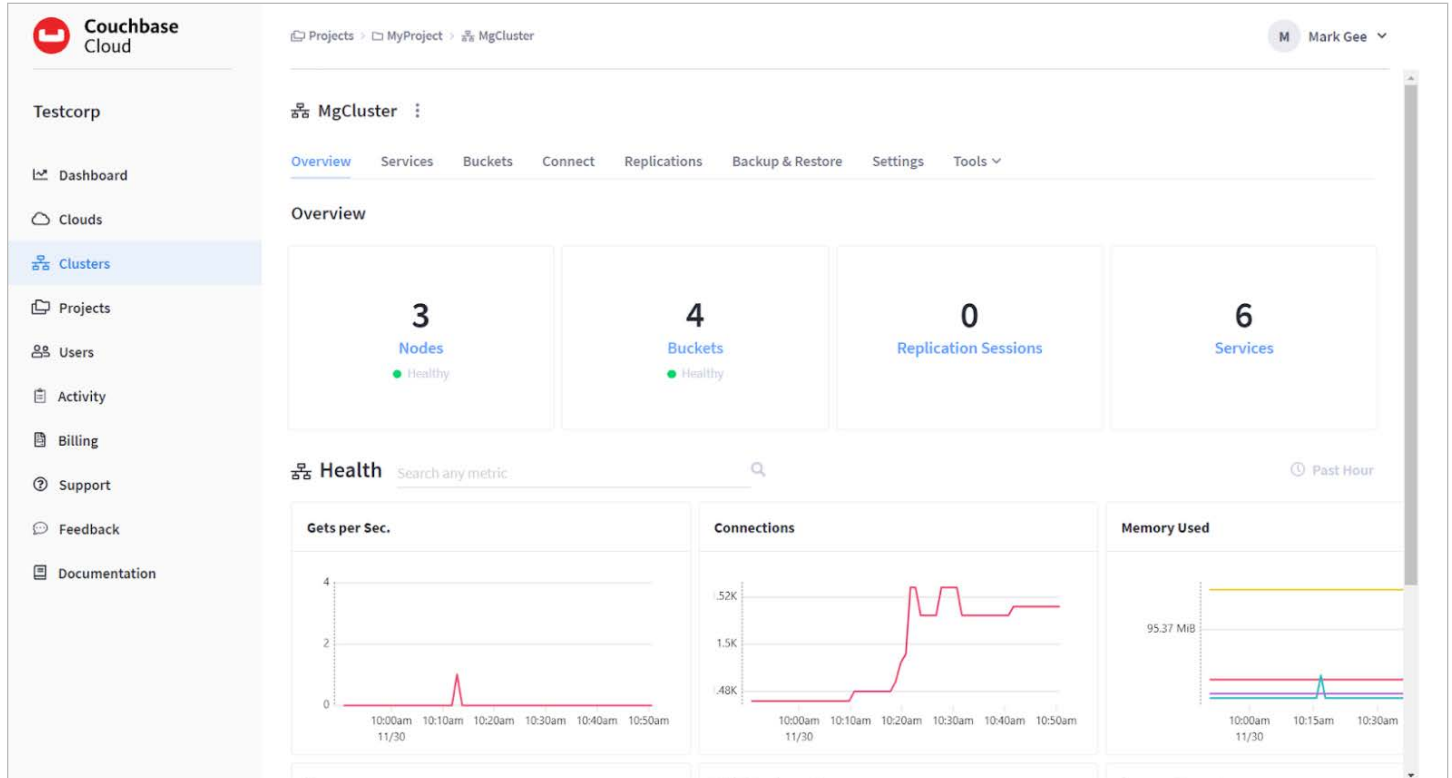 Couchbase
Cloud
Projects > MyProject > MgCluster
M Mark Gee
Testcorp
Dashboard
Clouds
Clusters
Projects
Users
Activity
Billing
Support
Feedback
Documentation
MgCluster
Overview Services Buckets Connect Replications Backup & Restore Settings Tools
Overview
3
Nodes
Healthy
4
Buckets
Healthy
0
Replication Sessions
6
Services
Health Search any metric Past Hour
Gets per Sec.
4
2
0
10:00am 10:10am 10:20am 10:30am 10:40am 10:50am
11/30
Connections
.52K
1.5K
.48K
10:00am 10:10am 10:20am 10:30am 10:40am 10:50am
11/30
Memory Used
95.37 MiB
10:00am 10:15am 10:30am
11/30